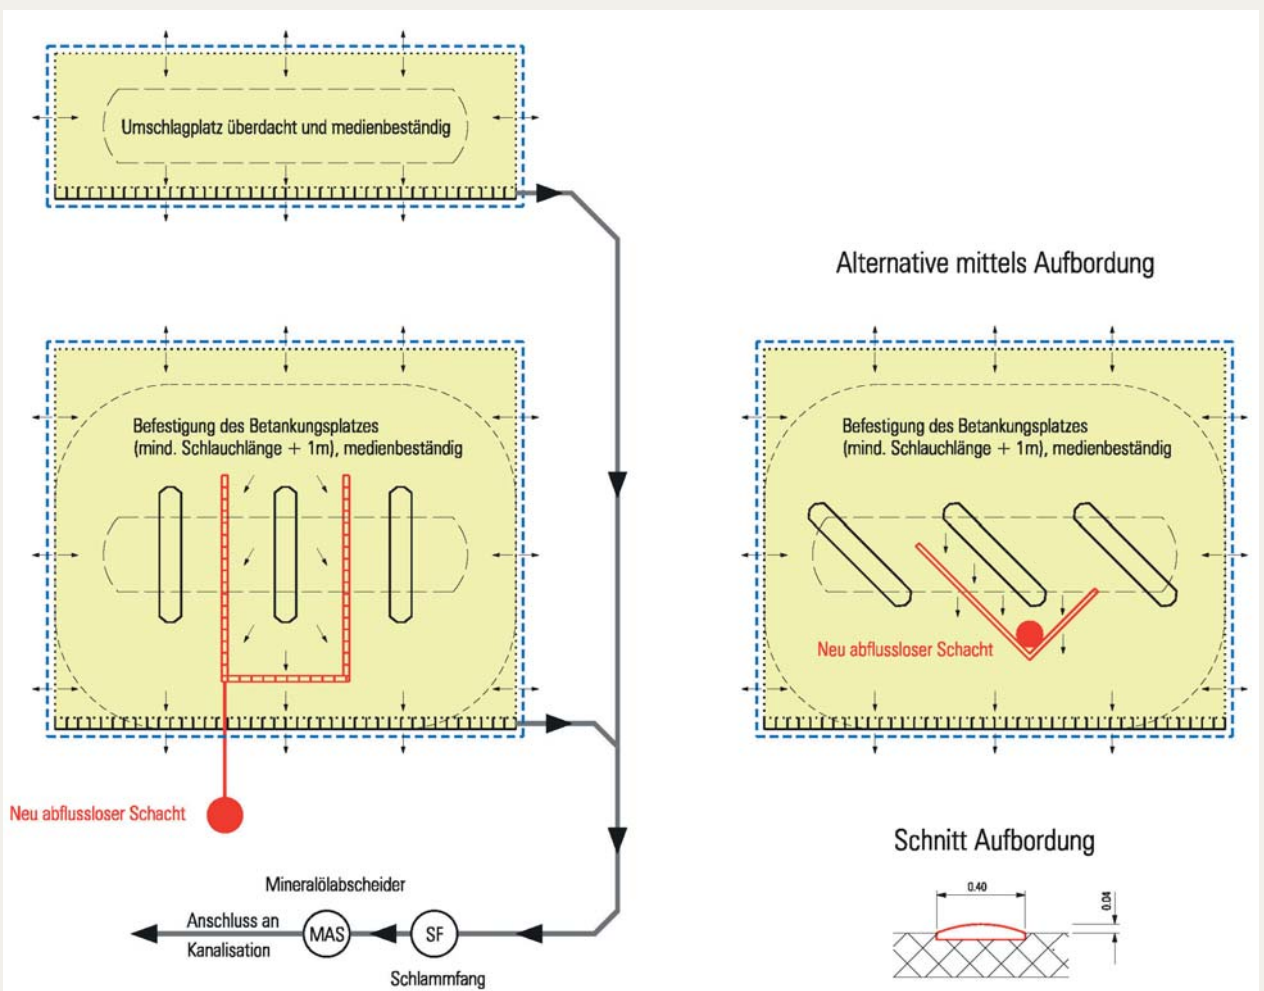 Umschlagplatz überdacht und medienbeständig
Alternative mittels Aufbordung
Befestigung des Betankungsplatzes
(mind. Schlauchlänge + 1m), medienbeständig
Befestigung des Betankungsplatzes
(mind. Schlauchlänge + 1m), medienbeständig
Neu abflussloser Schacht
Neu abflussloser Schacht
Schnitt Aufbordung
0.40
0.04
Mineralölabscheider
Anschluss an
Kanalisation
MAS
SF
Schlammfang